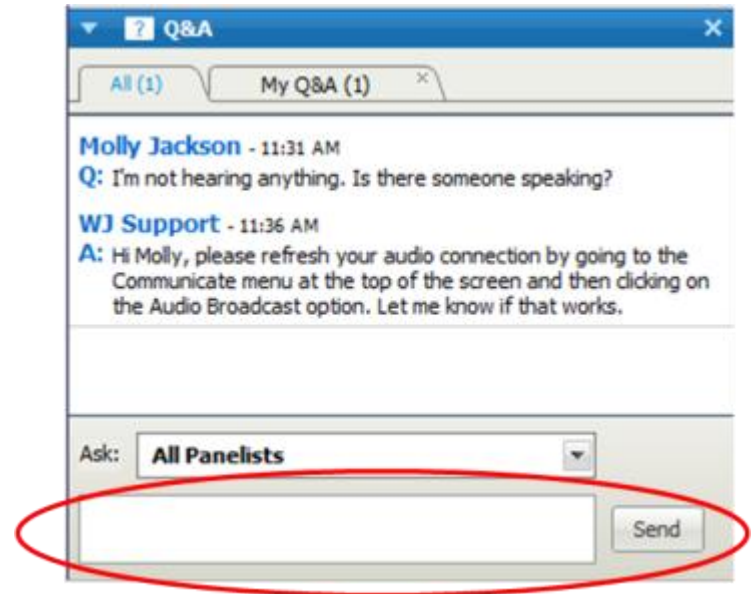 ? Q&A
All (1) My Q&A (1)
Molly Jackson - 11:31 AM
Q: I'm not hearing anything. Is there someone speaking?
WJ Support - 11:36 AM
A: Hi Molly, please refresh your audio connection by going to the
Communicate menu at the top of the screen and then clicking on
the Audio Broadcast option. Let me know if that works.
Ask: All Panelists
Send